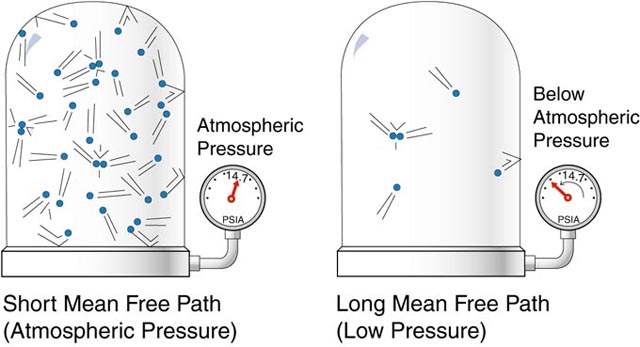 Atmospheric
Pressure
14.7
PSIA
Short Mean Free Path
(Atmospheric Pressure)
Below
Atmospheric
Pressure
14.7
PSIA
Long Mean Free Path
(Low Pressure)